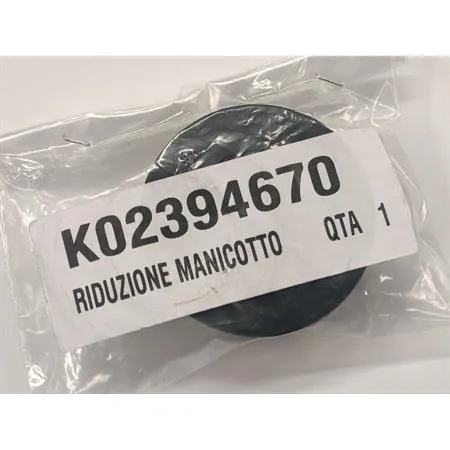 K02394670
RIDUZIONE MANICOTTO QTA 1